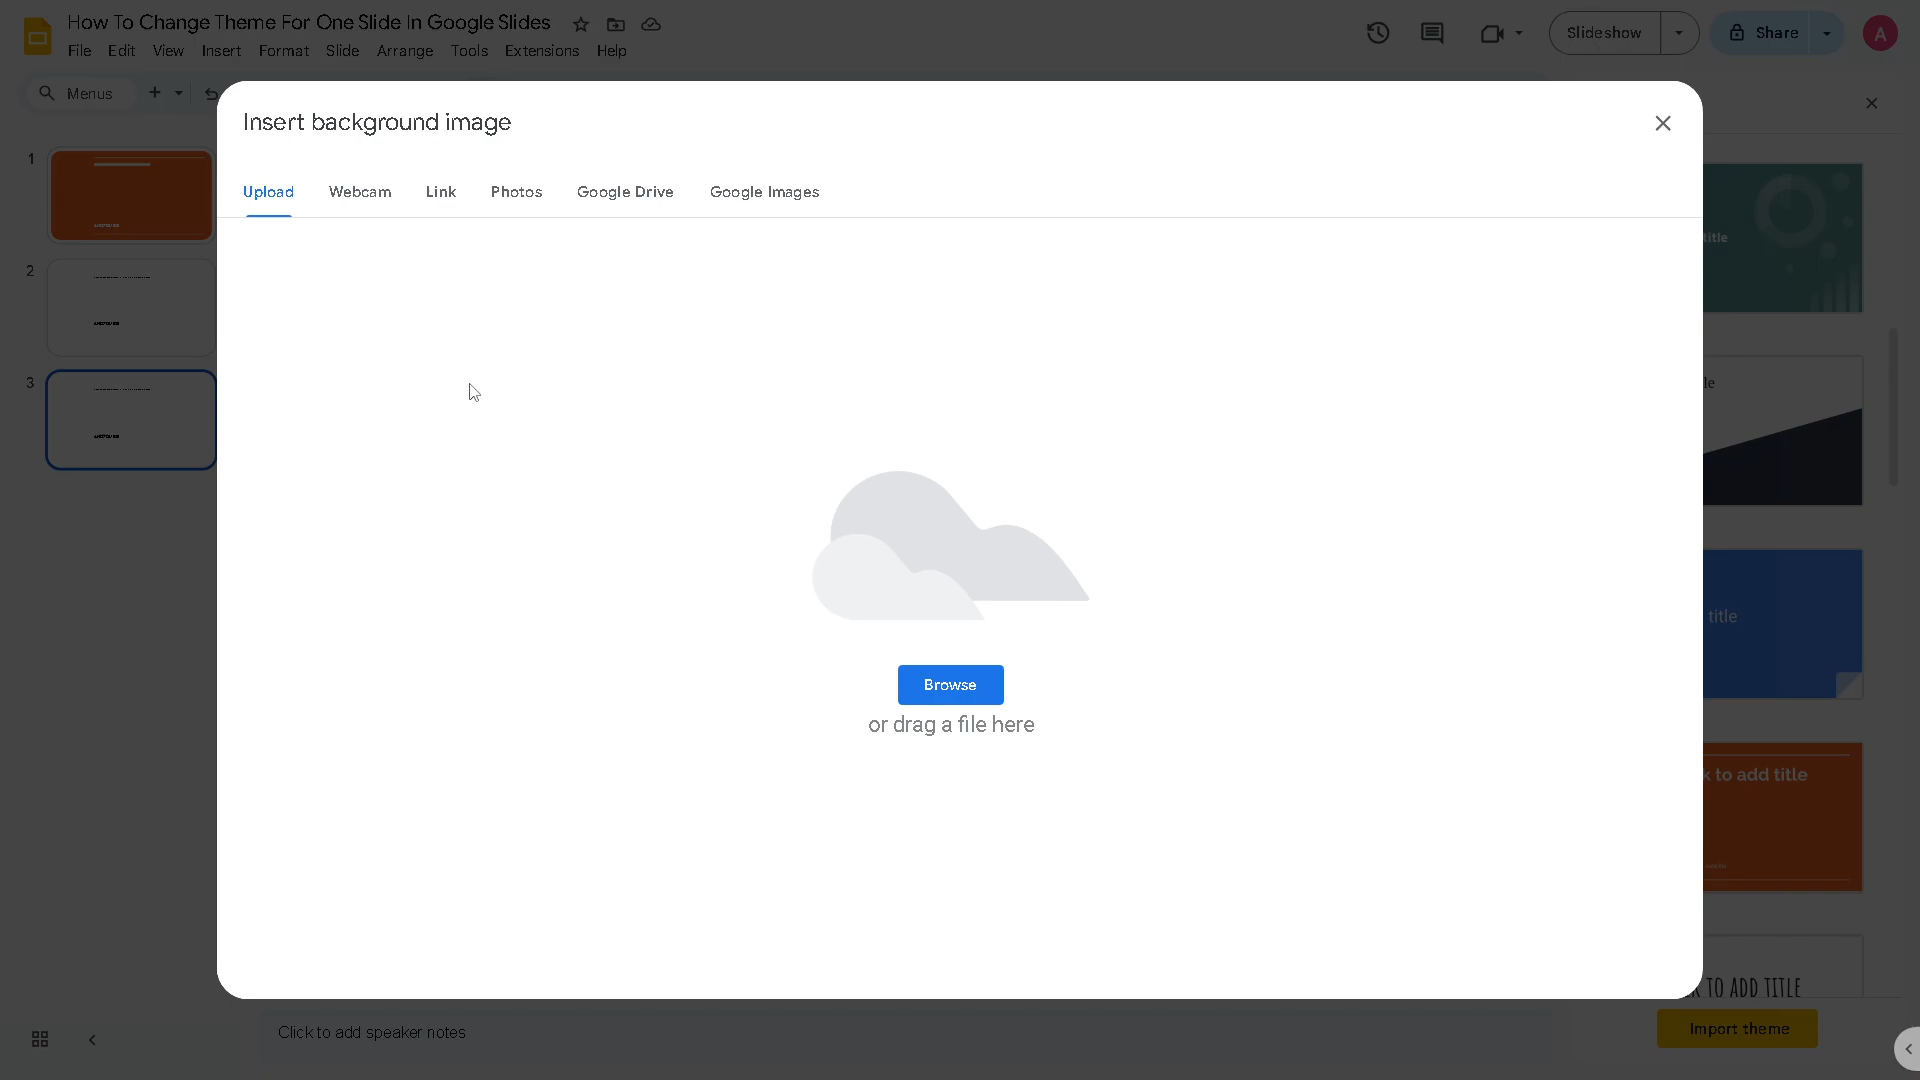 How To Change Theme For One Slide In Google Slides
File Edit View Insert Format Slide Arrange Tools Extensions Help
Slideshow
Share
A
Menus
Insert background image
Upload Webcam Link Photos Google Drive Google Images
1
2
3
Browse
or drag a file here
title
le
title
k to add title
K TO ADD TITLE
Click to add speaker notes
Import theme